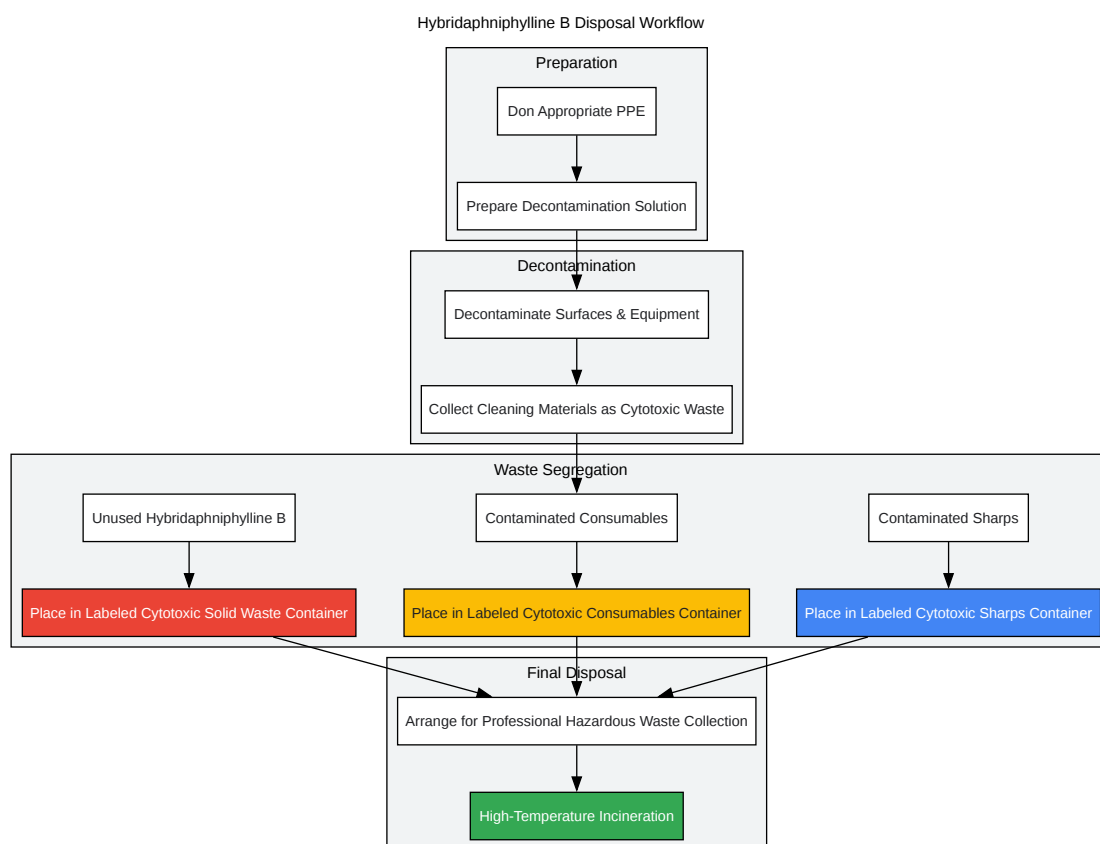 Hybridaphniphylline B Disposal Workflow
Preparation
Don Appropriate PPE
Prepare Decontamination Solution
Decontamination
Decontaminate Surfaces & Equipment
Collect Cleaning Materials as Cytotoxic Waste
Waste Segregation
Unused Hybridaphniphylline B
Contaminated Consumables
Contaminated Sharps
Place in Labeled Cytotoxic Solid Waste Container
Place in Labeled Cytotoxic Consumables Container
Place in Labeled Cytotoxic Sharps Container
Final Disposal
Arrange for Professional Hazardous Waste Collection
High-Temperature Incineration